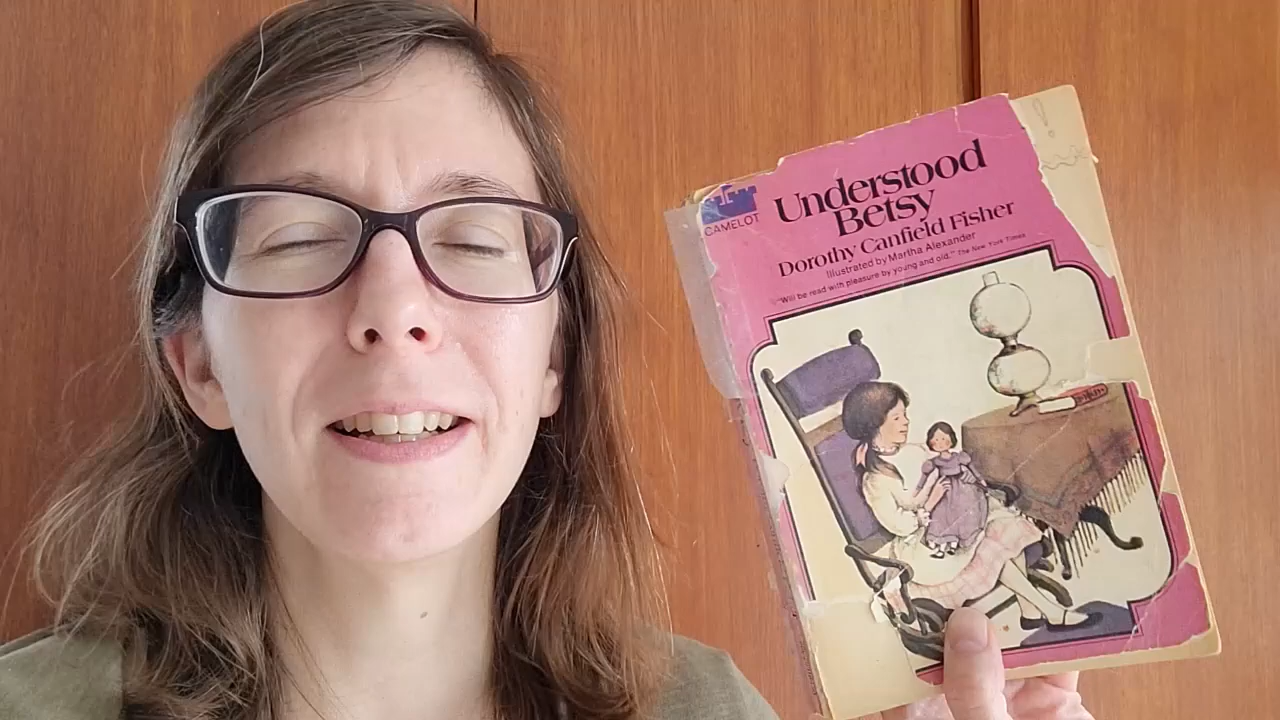 CAMELOT
Understood
Betsy
Dorothy Canfield Fisher
Illustrated by Martha Alexander
"Will be read with pleasure by young and old." The New York Times